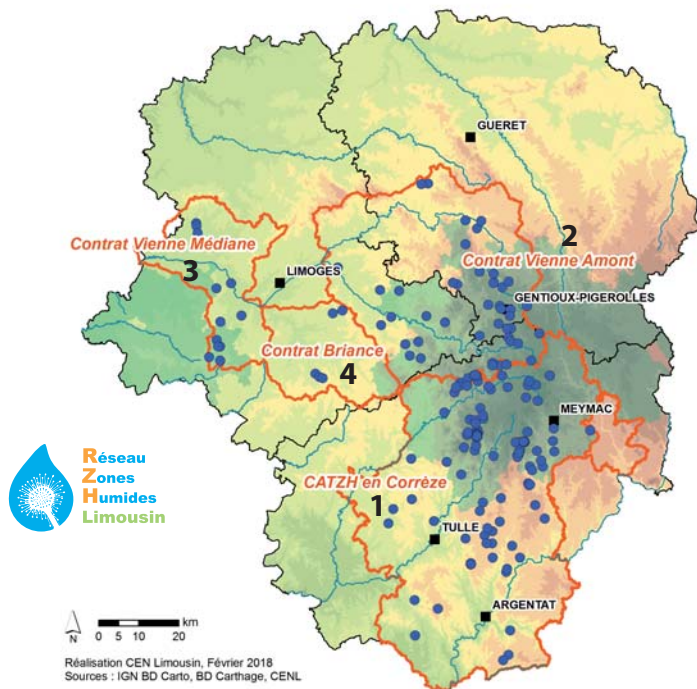 GUERET
Contrat Vienne Médiane
2
3
Contrat Vienne Amont
LIMOGES
GENTIOUX-PIGEROLLES
Contrat Briance
4
MEYMAC
Réseau
Zones
Humides
Limousin
CATZH en Corrèze
1
TULLE
ARGENTAT
N
km
0 5 10 20
Réalisation CEN Limousin, Février 2018
Sources : IGN BD Carto, BD Carthage, CENL